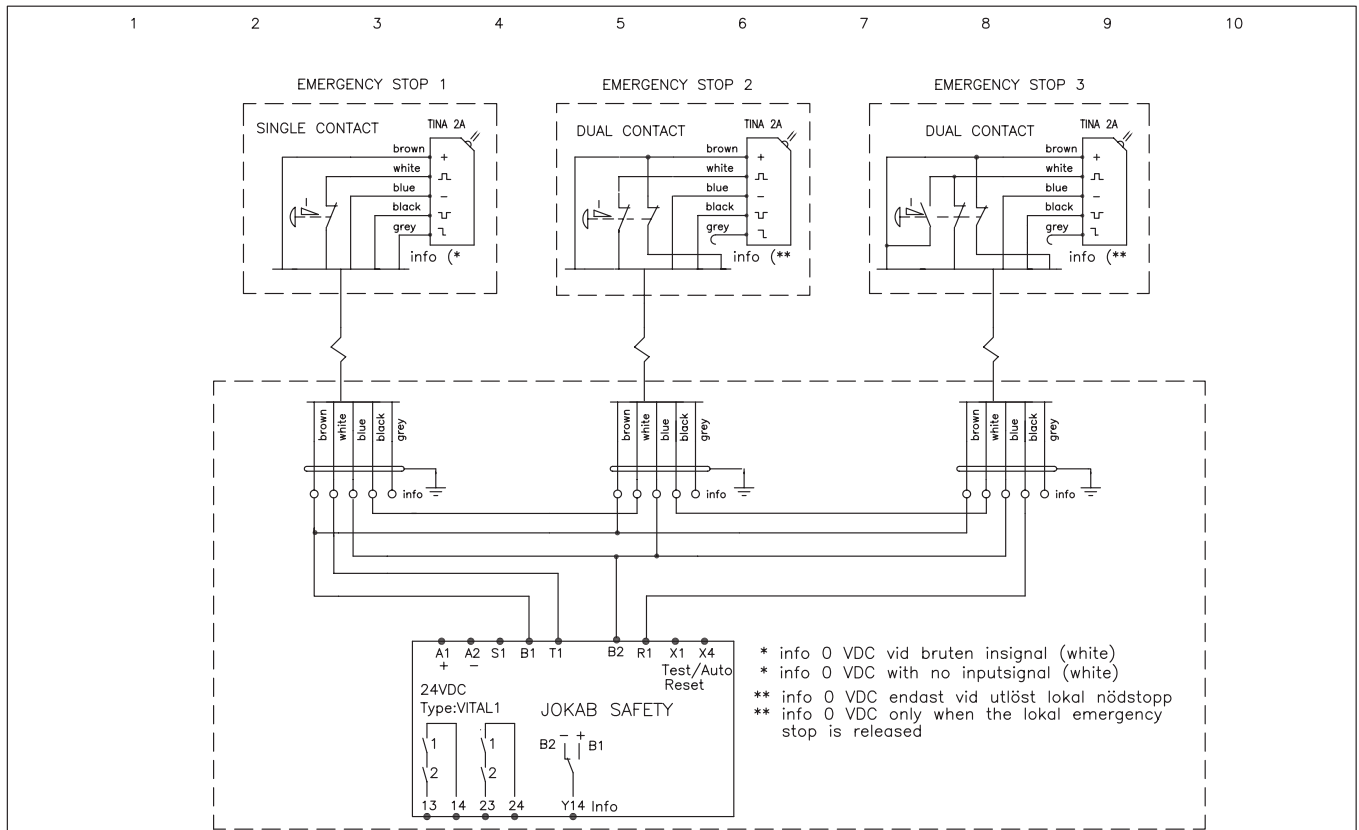 1 2 3 4 5 6 7 8 9 10
EMERGENCY STOP 1
SINGLE CONTACT
TINA 2A
brown +
white
blue −
black
grey
info (*
EMERGENCY STOP 2
DUAL CONTACT
TINA 2A
brown +
white
blue −
black
grey
info (**
EMERGENCY STOP 3
DUAL CONTACT
TINA 2A
brown +
white
blue −
black
grey
info (**
brown
white
blue
black
grey
info
brown
white
blue
black
grey
info
brown
white
blue
black
grey
info
A1 A2 S1 B1 T1 B2 R1 X1 X4
+ −
Test/Auto
Reset
24VDC
Type:VITAL1
JOKAB SAFETY
1
2
1
2
− +
B2 B1
13 14 23 24 Y14 Info
* info 0 VDC vid bruten insignal (white)
* info 0 VDC with no inputsignal (white)
** info 0 VDC endast vid utlöst lokal nödstopp
** info 0 VDC only when the lokal emergency
stop is released